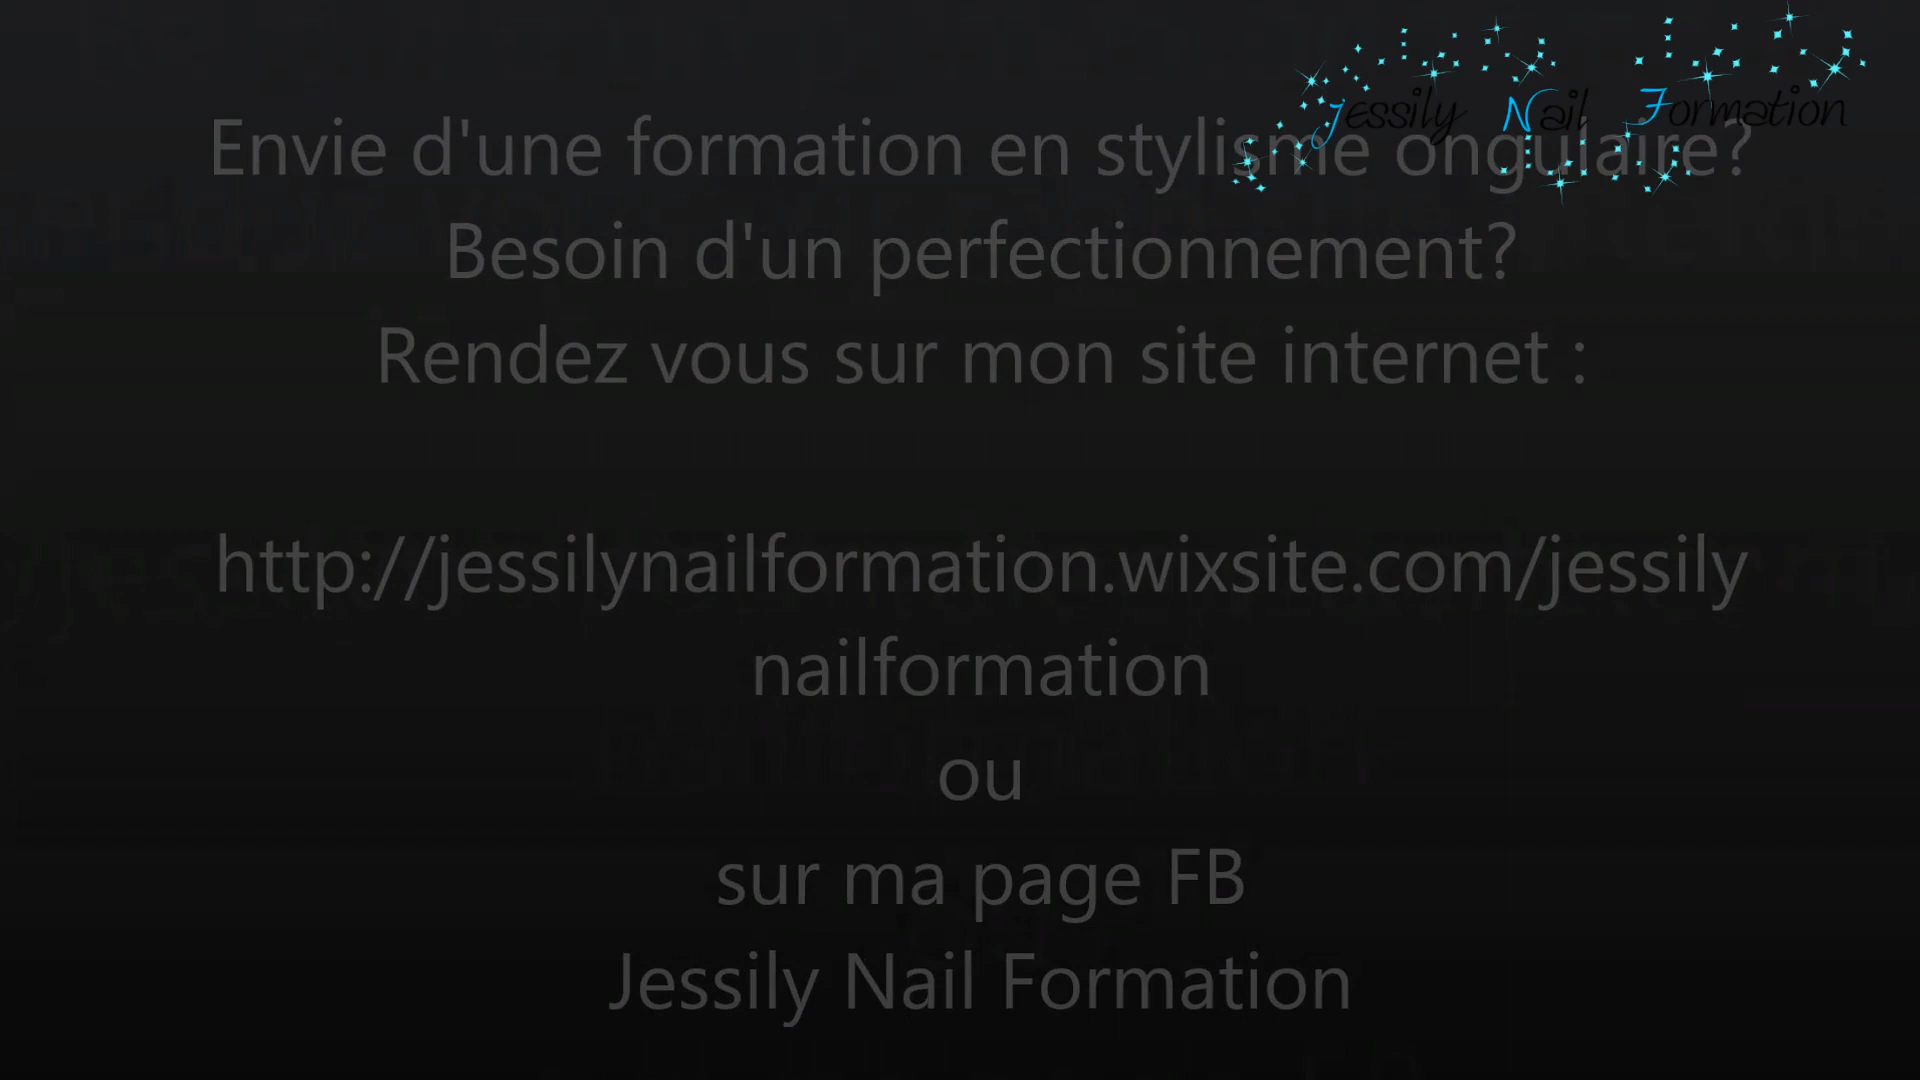 Jessily Nail Formation
Envie d'une formation en stylisme ongulaire?
Besoin d'un perfectionnement?
Rendez vous sur mon site internet :
http://jessilynailformation.wixsite.com/jessily
nailformation
ou
sur ma page FB
Jessily Nail Formation